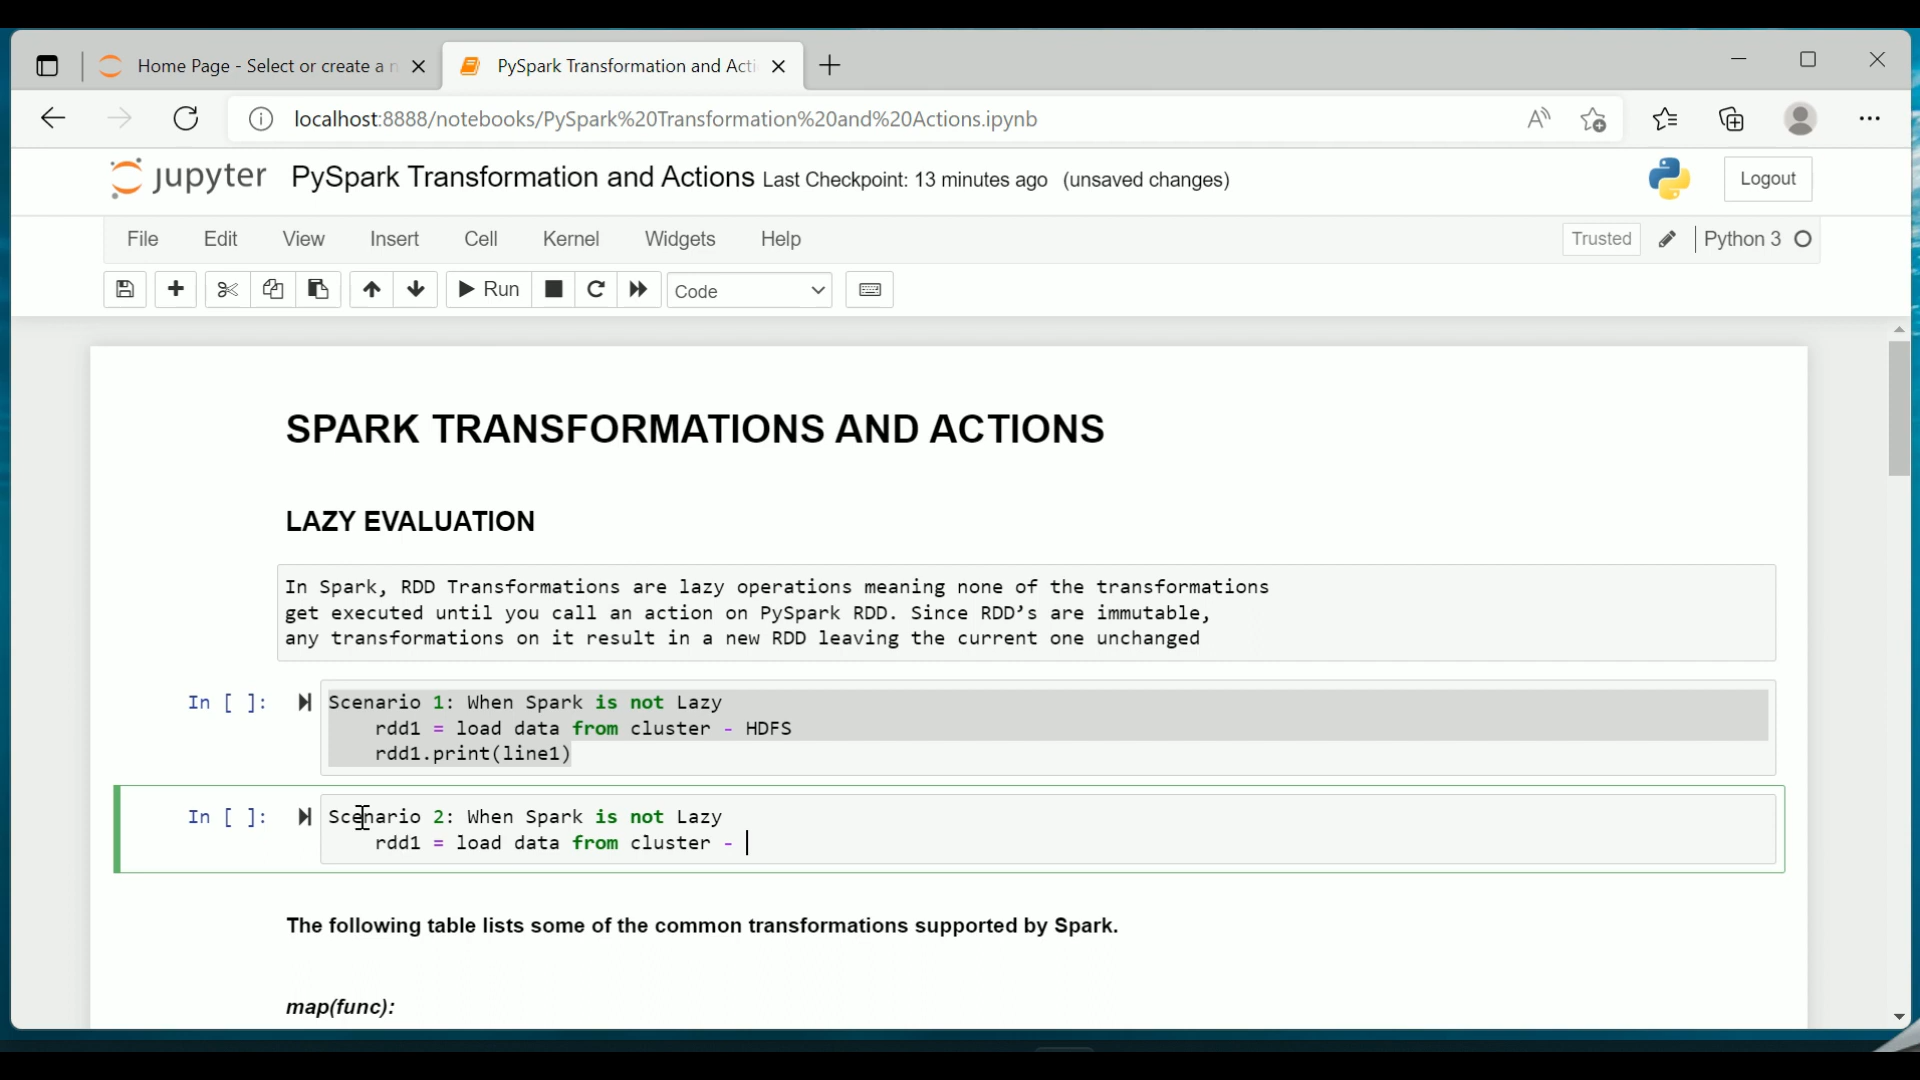 Home Page - Select or create a n
PySpark Transformation and Acti
localhost:8888/notebooks/PySpark%20Transformation%20and%20Actions.ipynb
jupyter PySpark Transformation and Actions Last Checkpoint: 13 minutes ago (unsaved changes)
Logout
File Edit View Insert Cell Kernel Widgets Help
Trusted Python 3
Run Code
SPARK TRANSFORMATIONS AND ACTIONS
LAZY EVALUATION
In Spark, RDD Transformations are lazy operations meaning none of the transformations
get executed until you call an action on PySpark RDD. Since RDD’s are immutable,
any transformations on it result in a new RDD leaving the current one unchanged
In [ ]: Scenario 1: When Spark is not Lazy
rdd1 = load data from cluster - HDFS
rdd1.print(line1)
In [ ]: Scenario 2: When Spark is not Lazy
rdd1 = load data from cluster -
The following table lists some of the common transformations supported by Spark.
map(func):